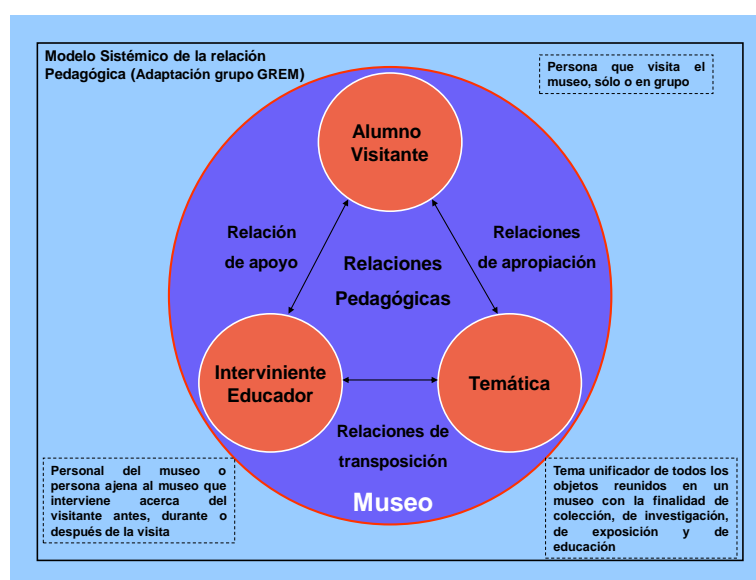 Modelo Sistémico de la relación
Pedagógica (Adaptación grupo GREM)
Persona que visita el
museo, sólo o en grupo
Alumno
Visitante
Relación
de apoyo
Relaciones
Pedagógicas
Relaciones
de apropiación
Interviniente
Educador
Temática
Relaciones de
transposición
Museo
Personal del museo o
persona ajena al museo que
interviene acerca del
visitante antes, durante o
después de la visita
Tema unificador de todos los
objetos reunidos en un
museo con la finalidad de
colección, de investigación,
de exposición y de
educación